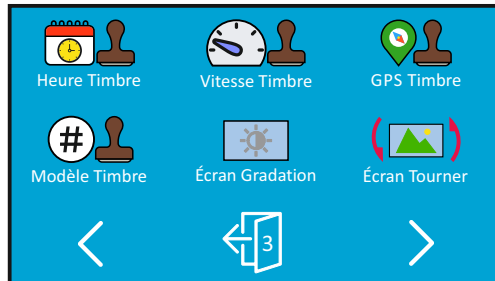 Heure Timbre
Vitesse Timbre
GPS Timbre
#
Modèle Timbre
Écran Gradation
Écran Tourner
3